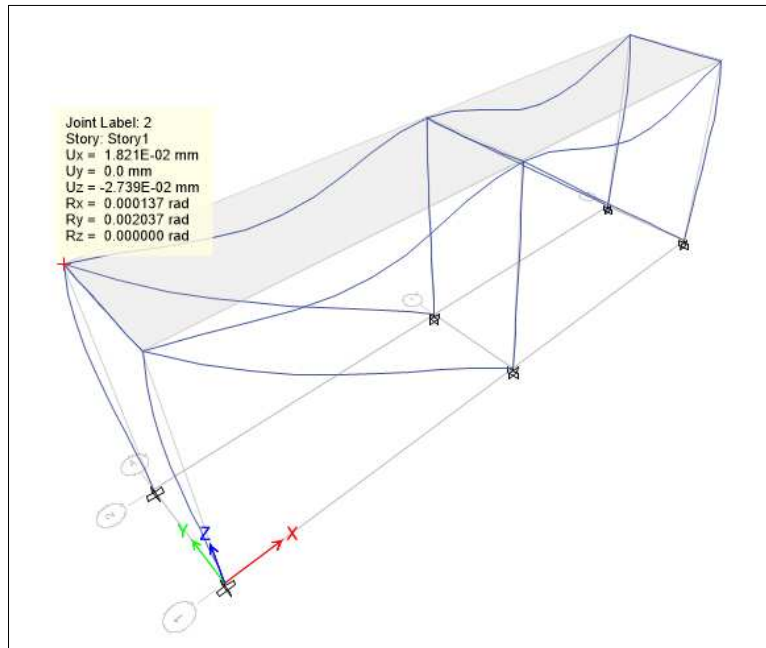 Joint Label: 2
Story: Story1
Ux = 1.821E-02 mm
Uy = 0.0 mm
Uz = -2.739E-02 mm
Rx = 0.000137 rad
Ry = 0.002037 rad
Rz = 0.000000 rad
Y
Z
X